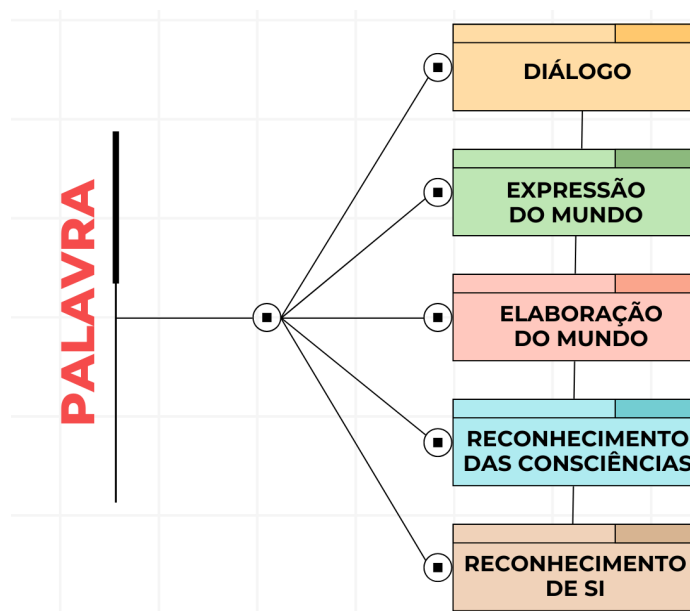 PALAVRA
DIÁLOGO
EXPRESSÃO
DO MUNDO
ELABORAÇÃO
DO MUNDO
RECONHECIMENTO
DAS CONSCIÊNCIAS
RECONHECIMENTO
DE SI